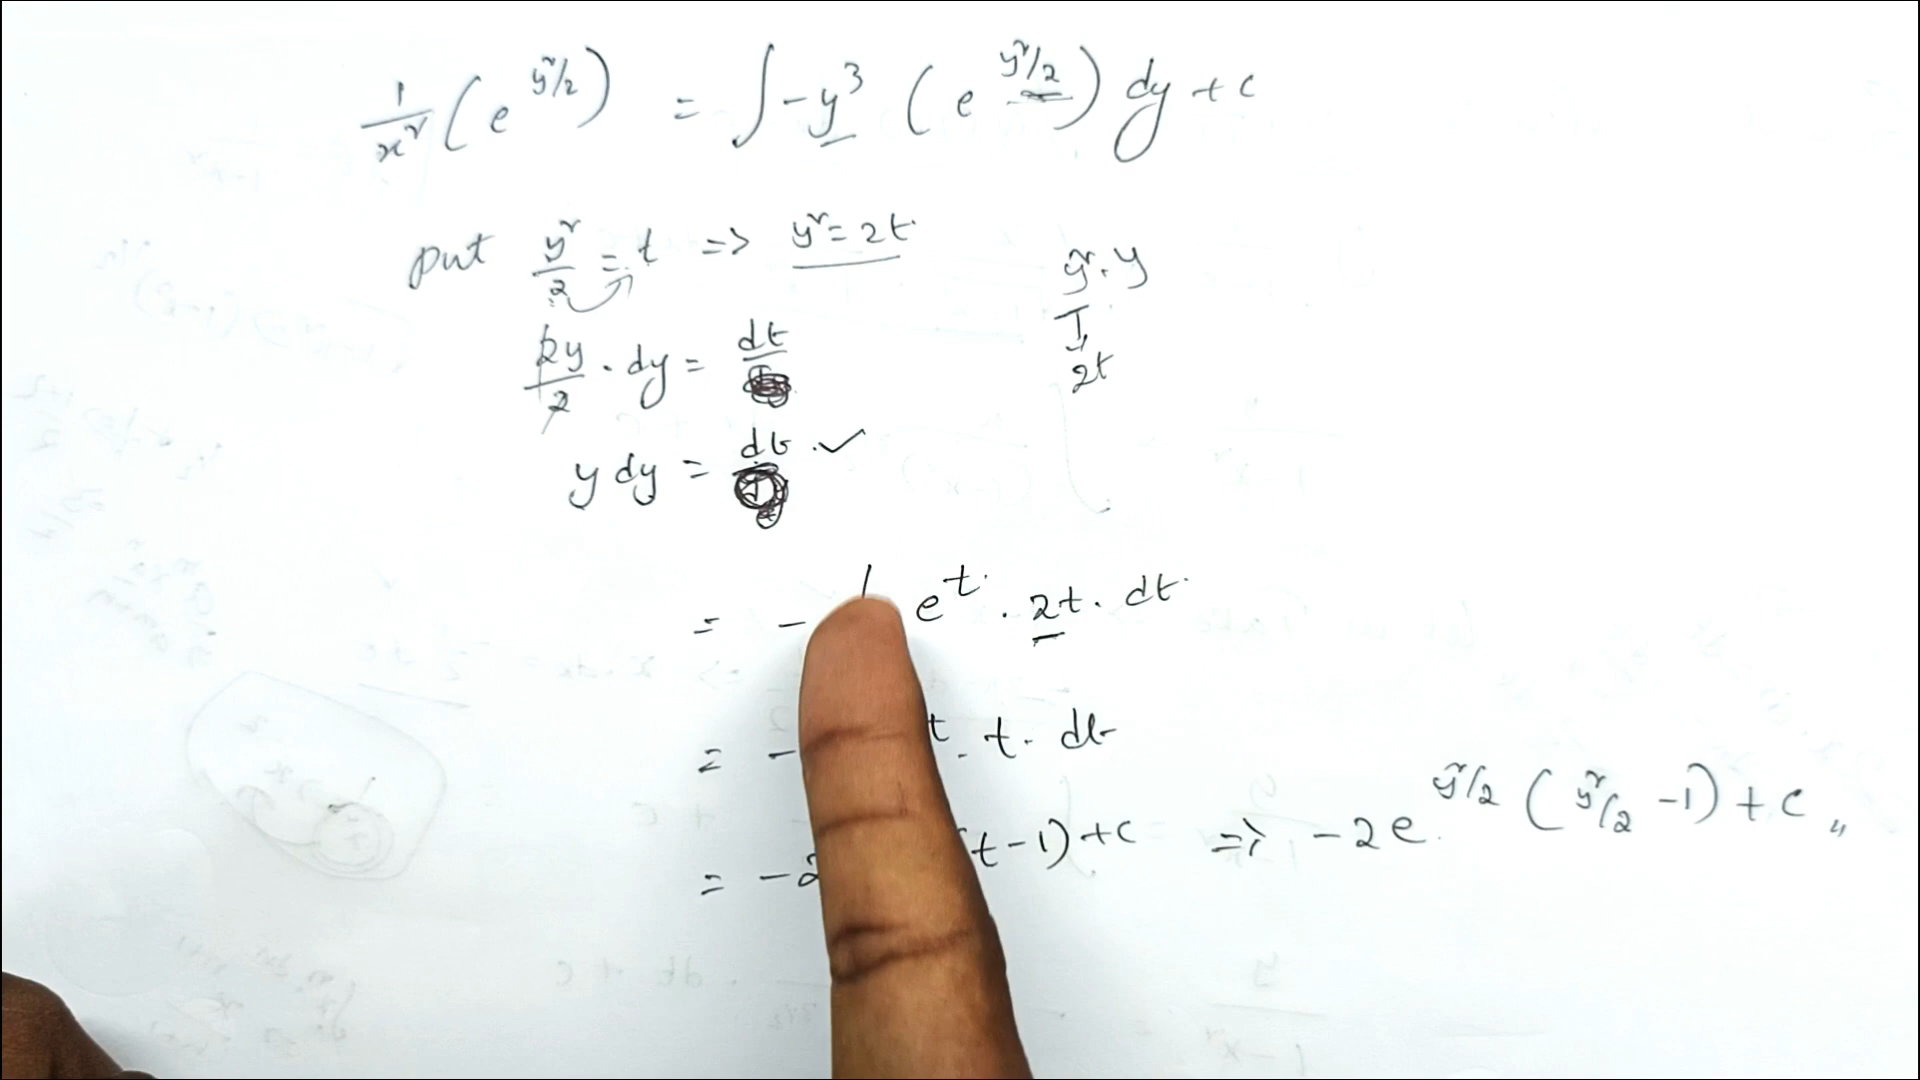 1/x² (e^y²/2) = ∫ -y³ (e^y²/2) dy + c
put y²/2 = t => y² = 2t
y² . y
2t
2y/2 . dy = dt
y dy = dt . ✓
= - ∫ e^t . 2t . dt
= - t . t . dt
= -2 (t-1) + c => -2e^y²/2 (y²/2 -1) + c